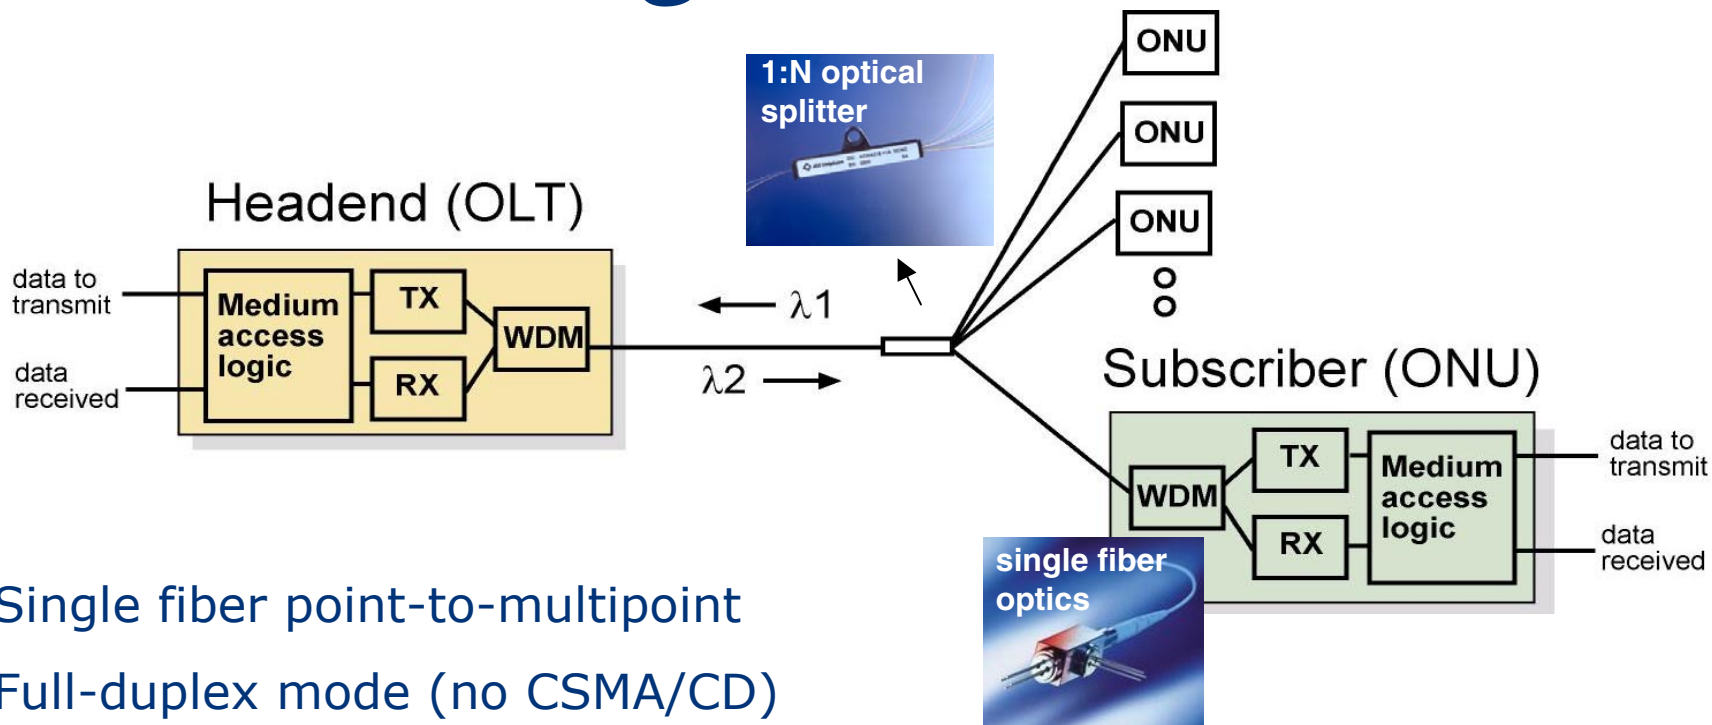 1:N optical
splitter
ONU
ONU
ONU
Headend (OLT)
data to
transmit
data
received
Medium
access
logic
TX
RX
WDM
λ1
λ2
Subscriber (ONU)
WDM
TX
RX
Medium
access
logic
data to
transmit
data
received
single fiber
optics
Single fiber point-to-multipoint
Full-duplex mode (no CSMA/CD)